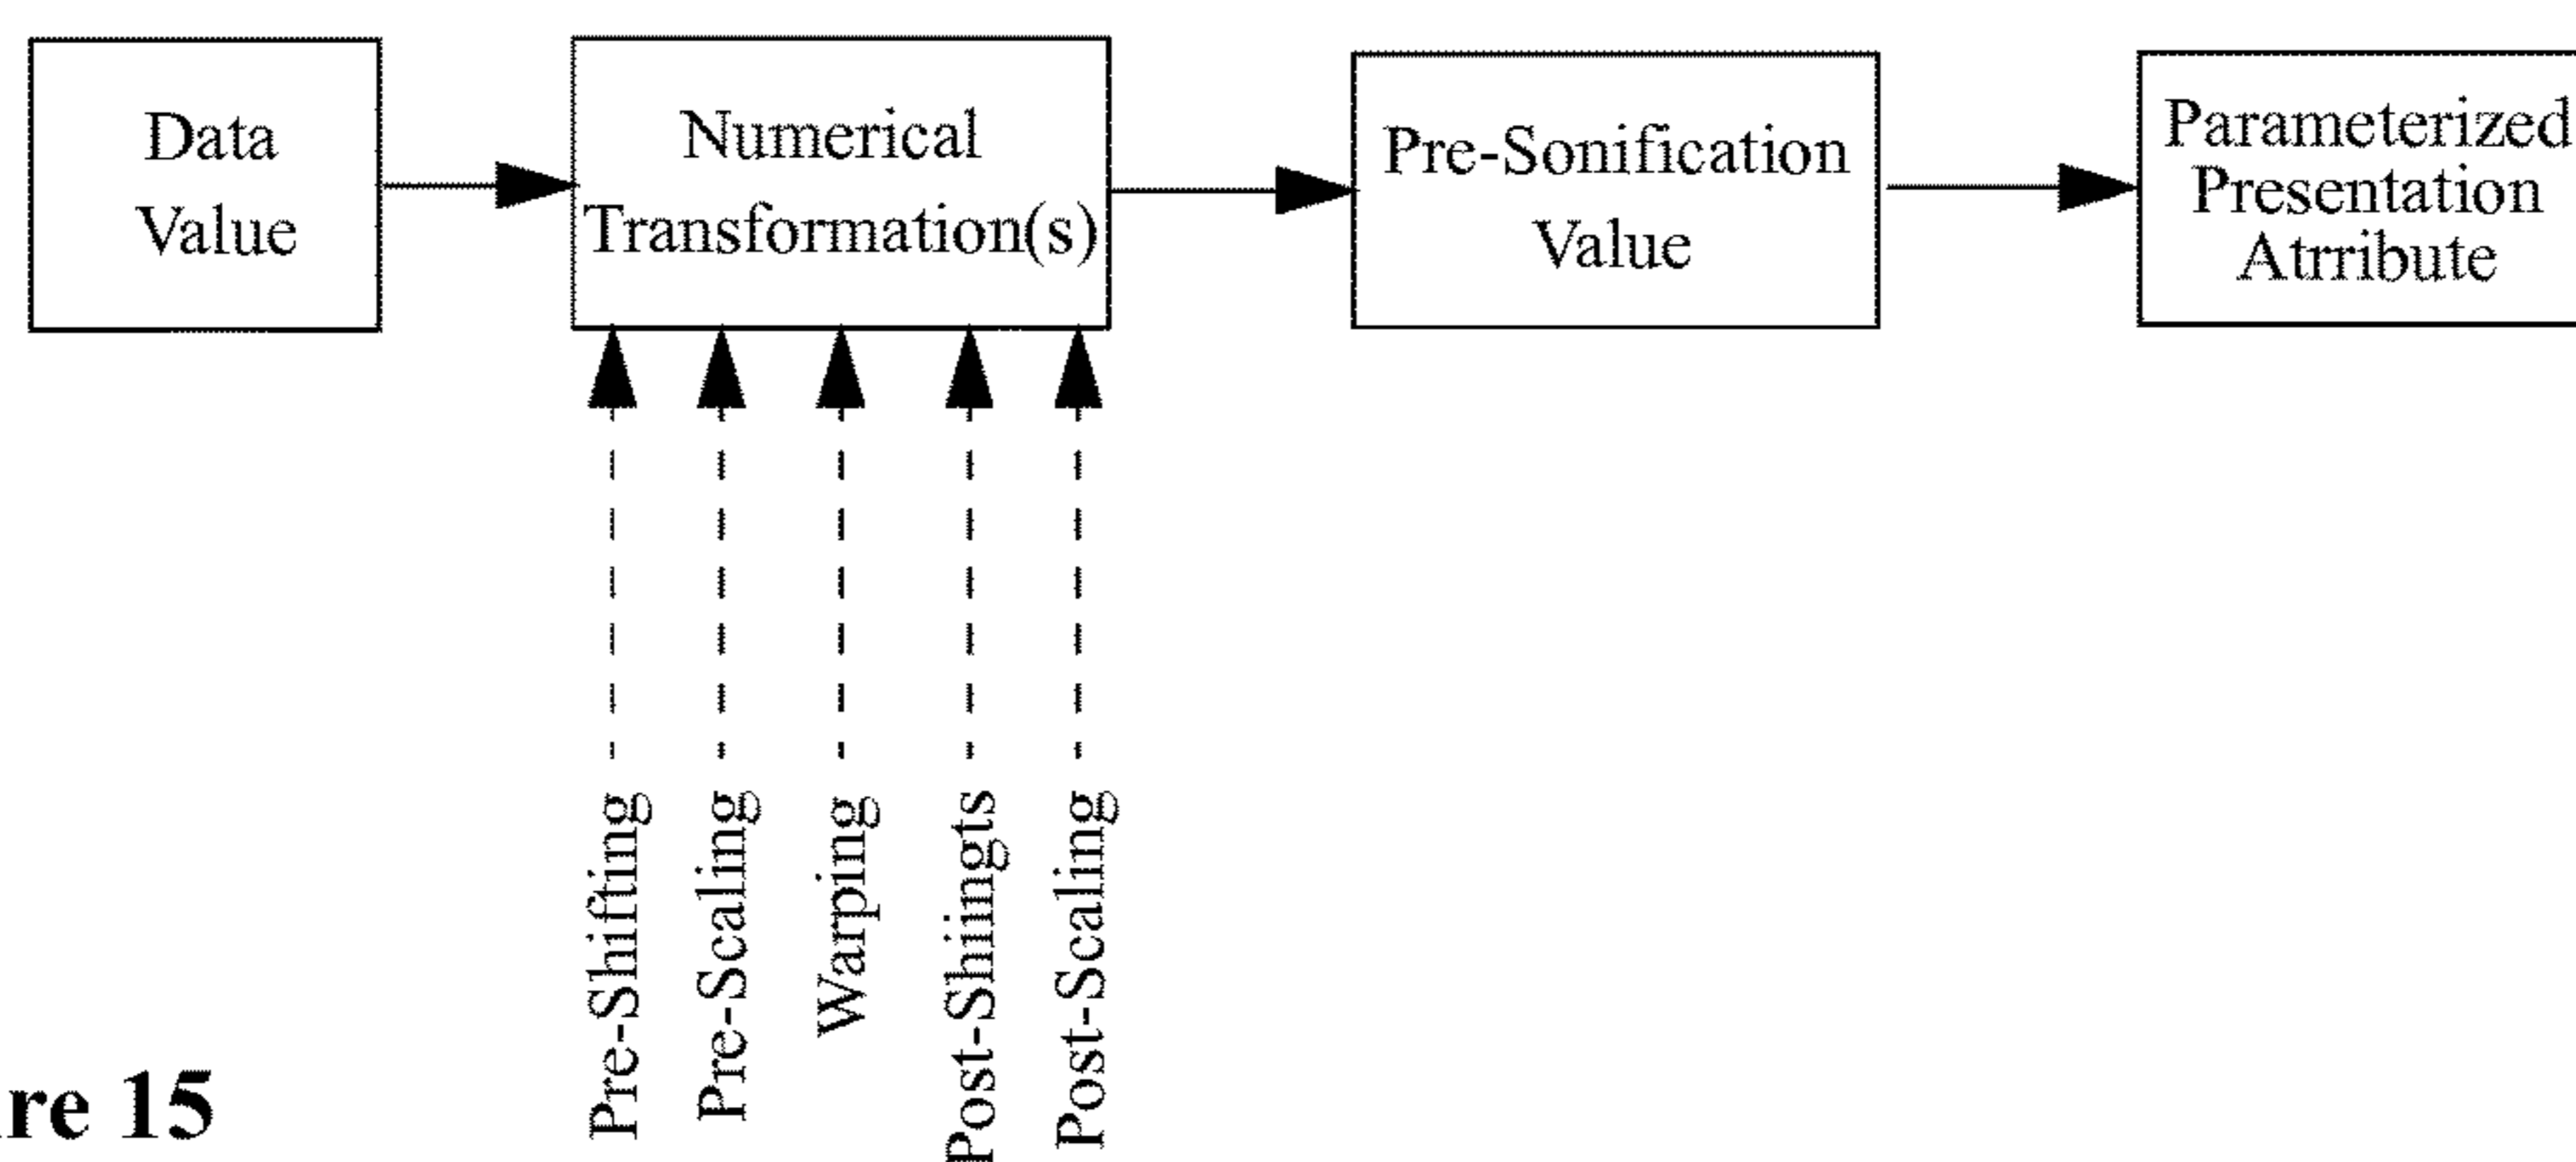 Data
Value
Numerical
Transformation(s)
Pre-Sonification
Value
Parameterized
Presentation
Atrribute
Pre-Shifting
Pre-Scaling
Warping
Post-Shiingts
Post-Scaling
re 15